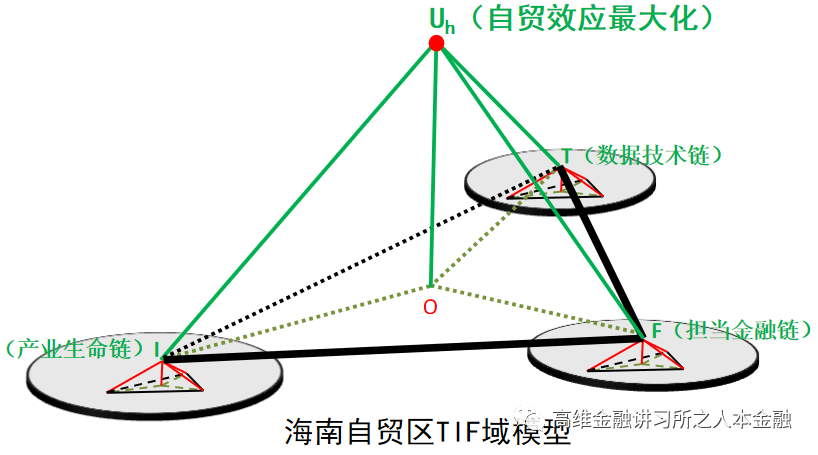 Uh（自贸效应最大化）
T（数据技术链）
O
F（担当金融链）
（产业生命链）I
高维金融讲习所之人本金融
海南自贸区TIF域模型